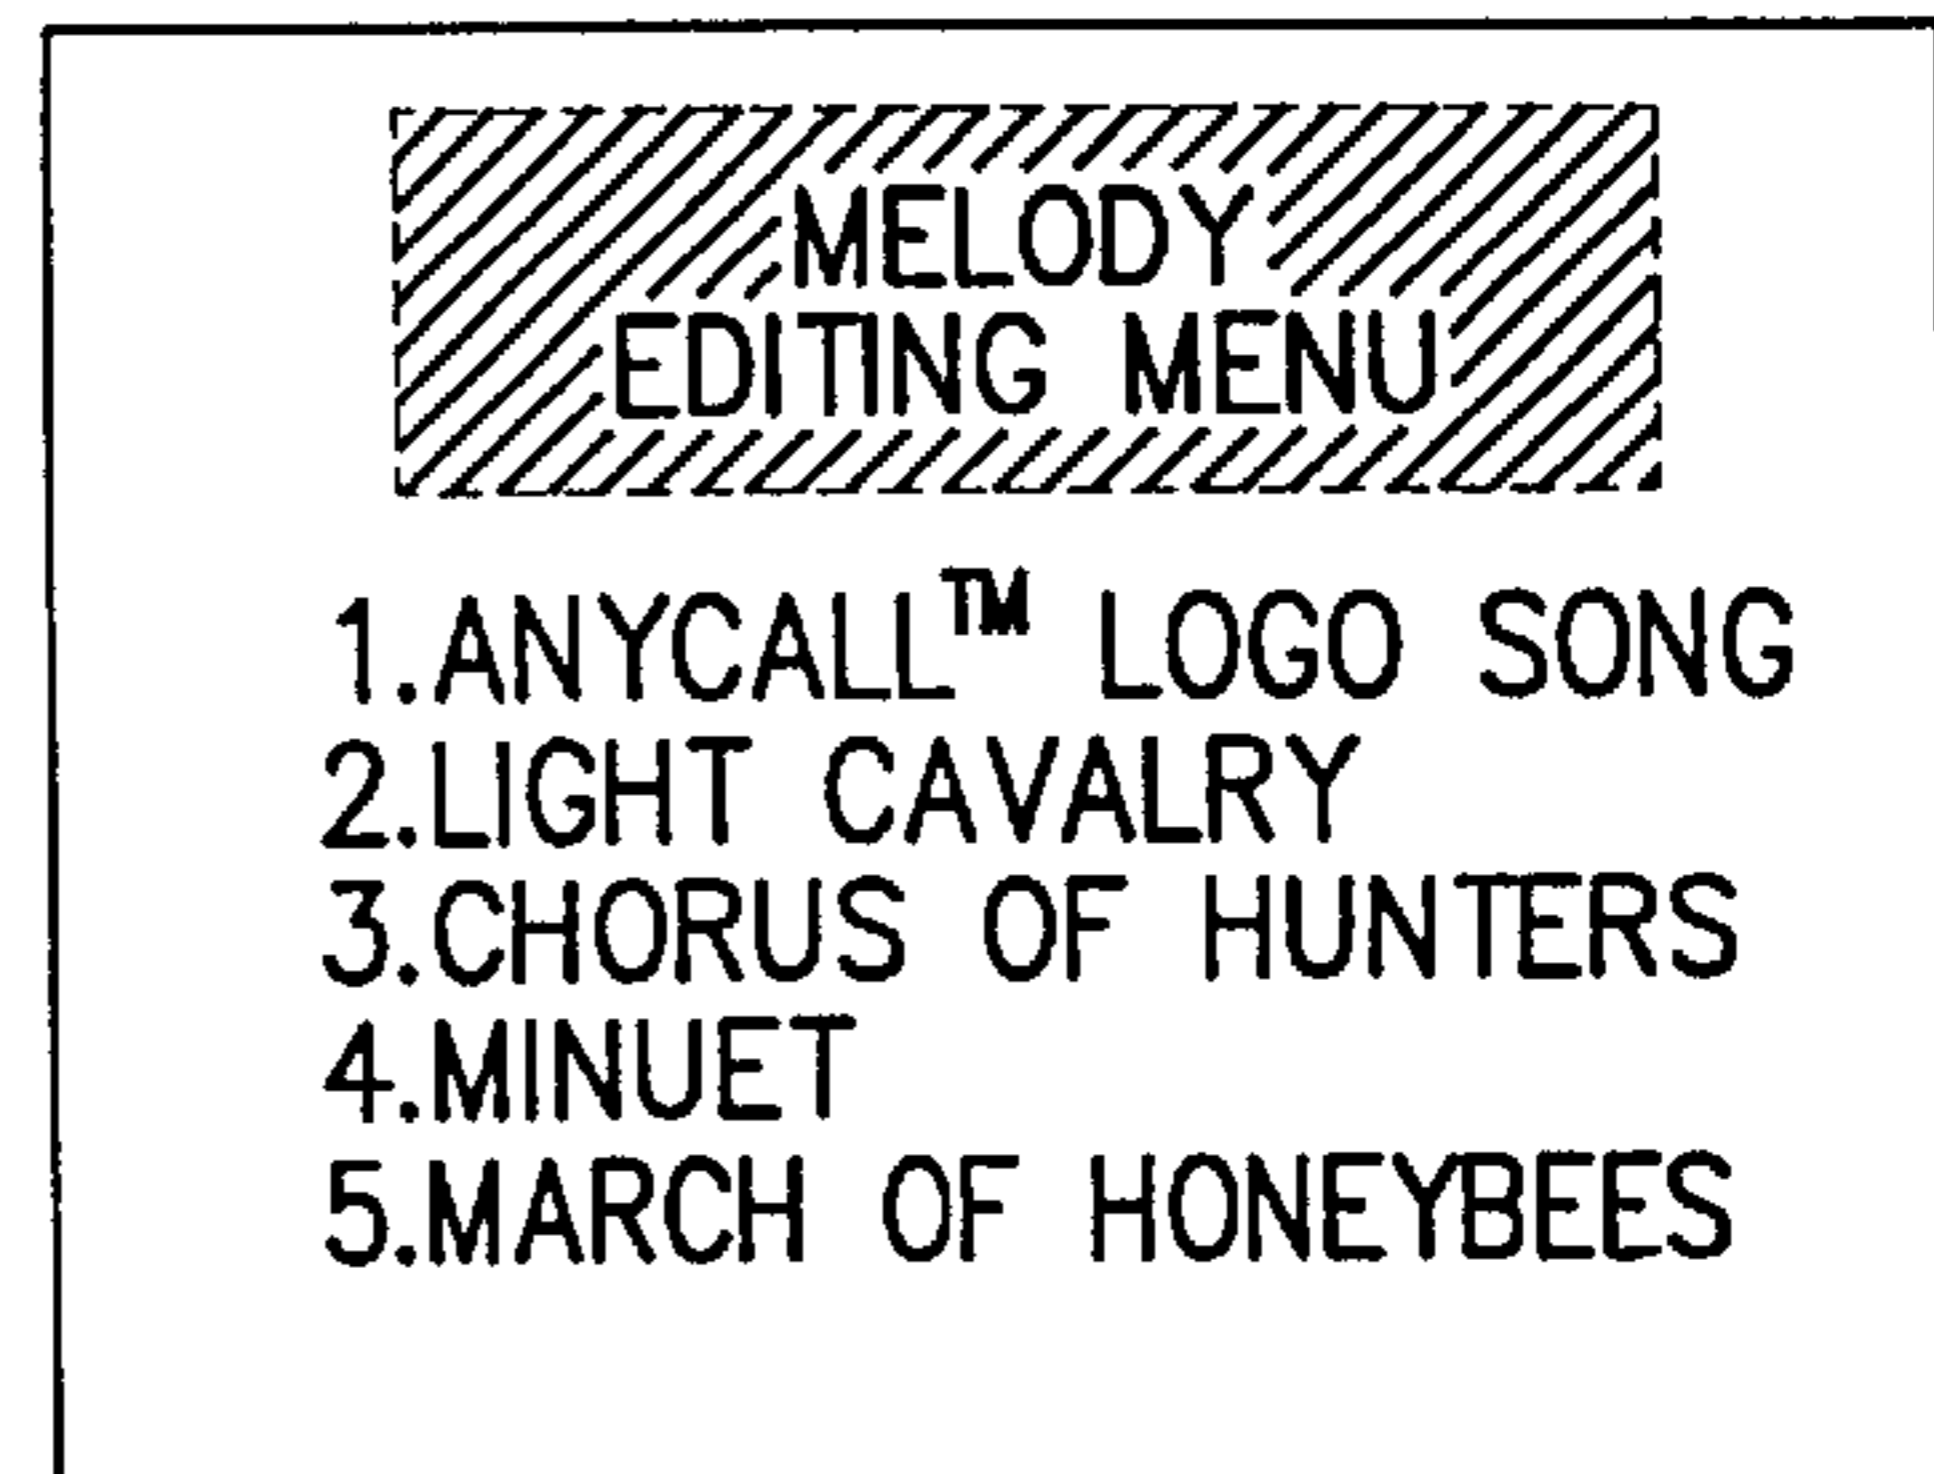 MELODY
EDITING MENU
1.ANYCALL™ LOGO SONG
2.LIGHT CAVALRY
3.CHORUS OF HUNTERS
4.MINUET
5.MARCH OF HONEYBEES